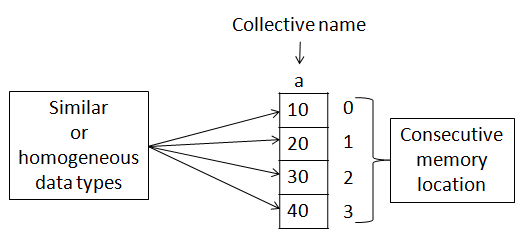 Collective name
a
Similar
or
homogeneous
data types
10 0
20 1
30 2
40 3
Consecutive
memory
location